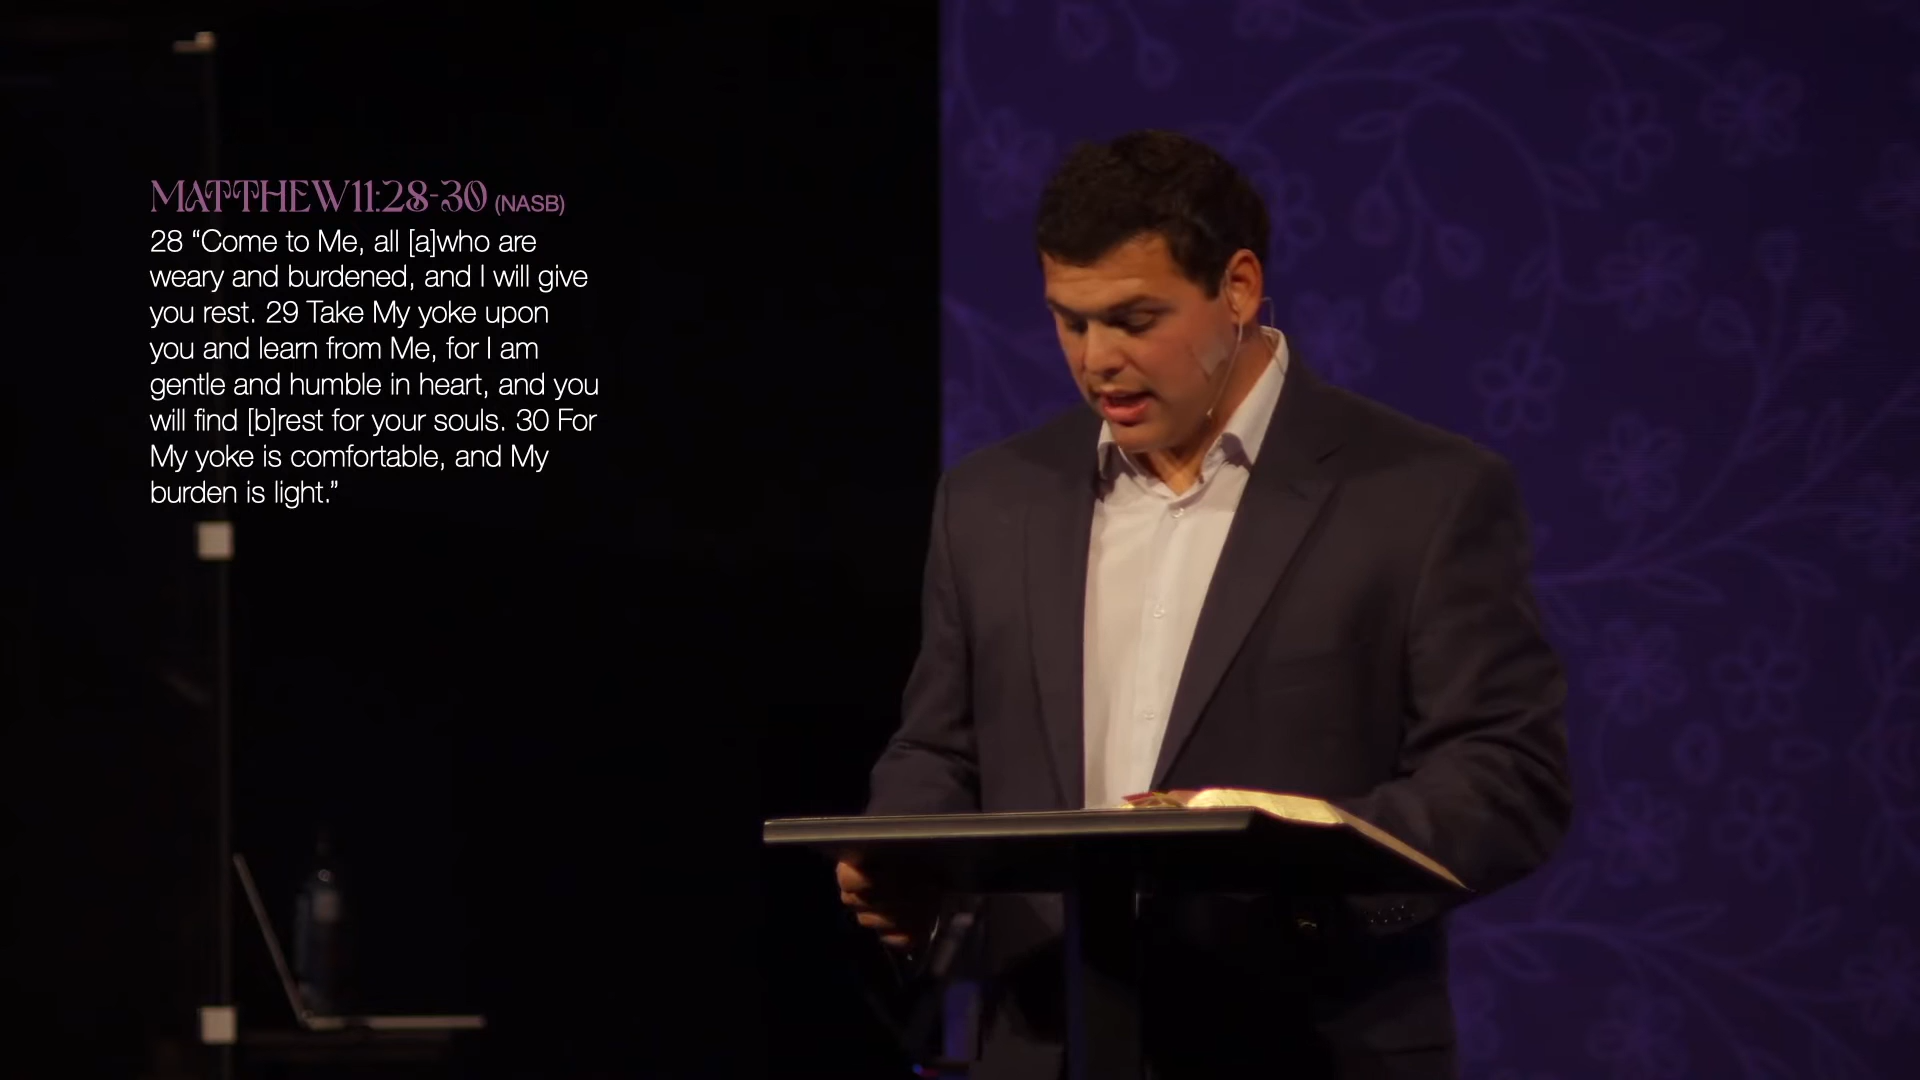 MATTHEW 11:28-30 (NASB)
28 “Come to Me, all [a]who are
weary and burdened, and I will give
you rest. 29 Take My yoke upon
you and learn from Me, for I am
gentle and humble in heart, and you
will find [b]rest for your souls. 30 For
My yoke is comfortable, and My
burden is light.”